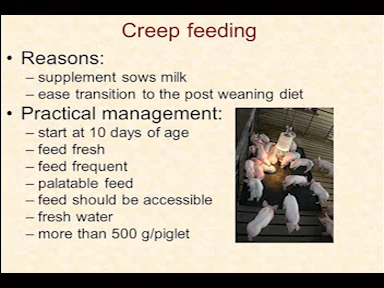 Creep feeding
• Reasons:
– supplement sows milk
– ease transition to the post weaning diet
• Practical management:
– start at 10 days of age
– feed fresh
– feed frequent
– palatable feed
– feed should be accessible
– fresh water
– more than 500 g/piglet